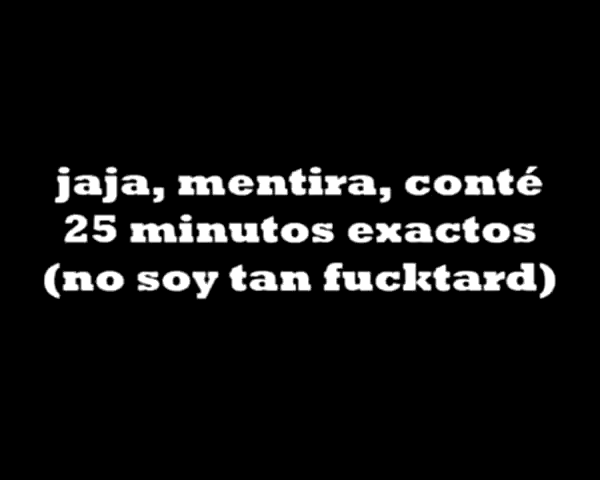 jaja, mentira, conté
25 minutos exactos
(no soy tan fucktard)